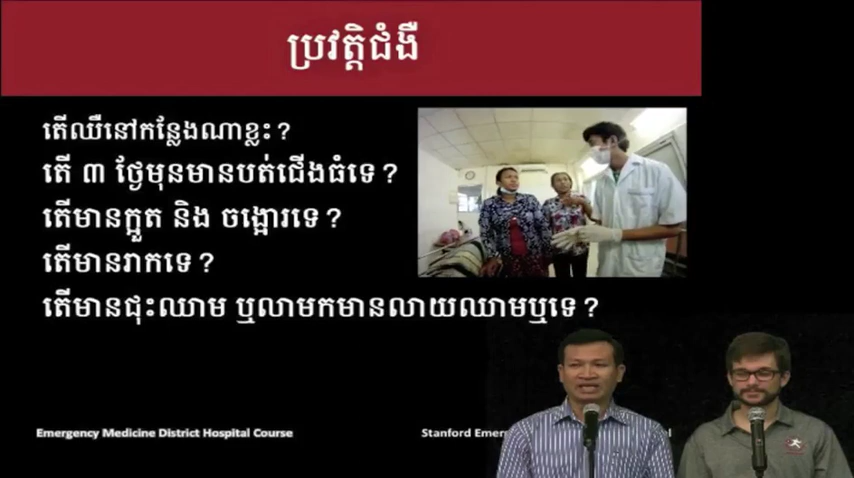 ប្រវត្តិជំងឺ
តើឈឺនៅកន្លែងណាខ្លះ?
តើ ៣ ថ្ងៃមុនមានបត់ជើងធំទេ?
តើមានក្អួត និង ចង្អោរទេ?
តើមានរាកទេ?
តើមានជុះឈាម ឬលាមកមានលាយឈាមឬទេ?
Emergency Medicine District Hospital Course
Stanford